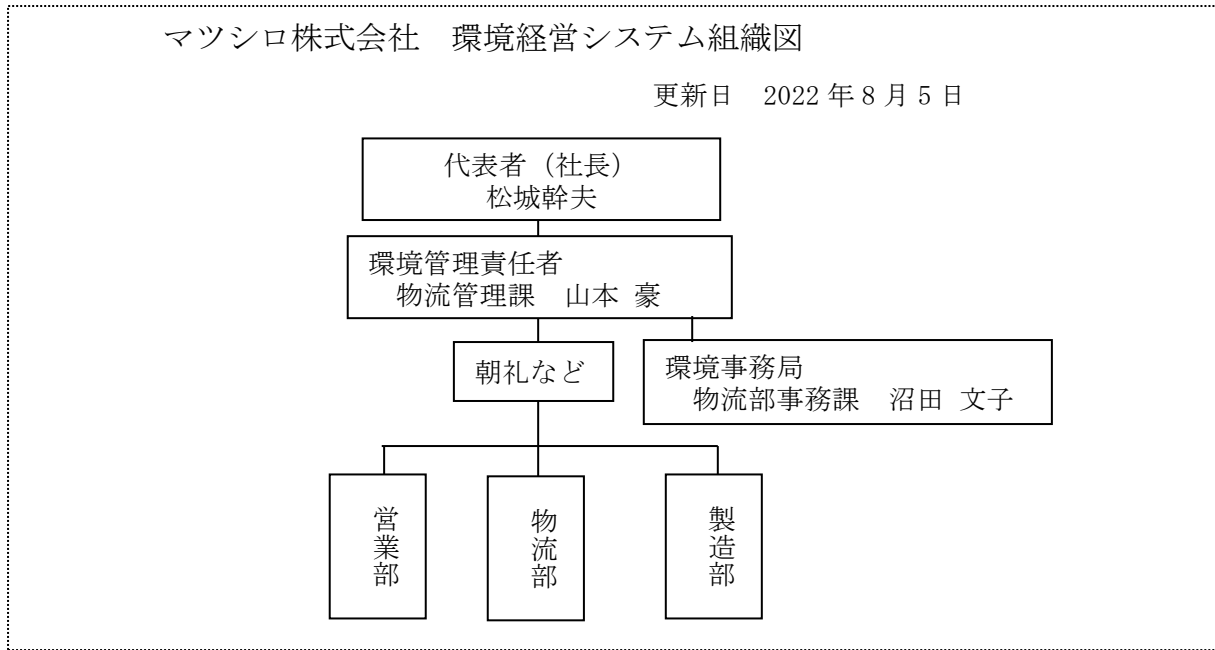 マツシロ株式会社　環境経営システム組織図
更新日　2022年8月5日
代表者（社長）
松城幹夫
環境管理責任者
物流管理課　山本 豪
朝礼など
環境事務局
物流部事務課　沼田 文子
営業部
物流部
製造部